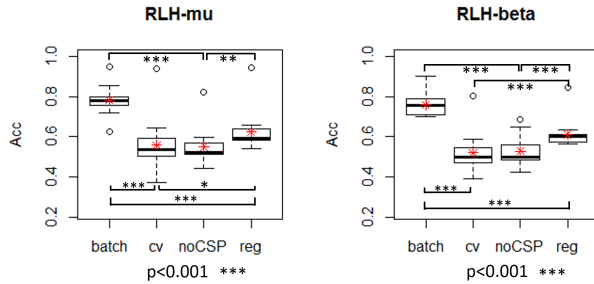 RLH-mu
Acc
1.0
0.8
0.6
0.4
0.2
*** **
*** *
***
batch cv noCSP reg
p<0.001 ***
RLH-beta
Acc
1.0
0.8
0.6
0.4
0.2
*** ***
***
***
***
batch cv noCSP reg
p<0.001 ***